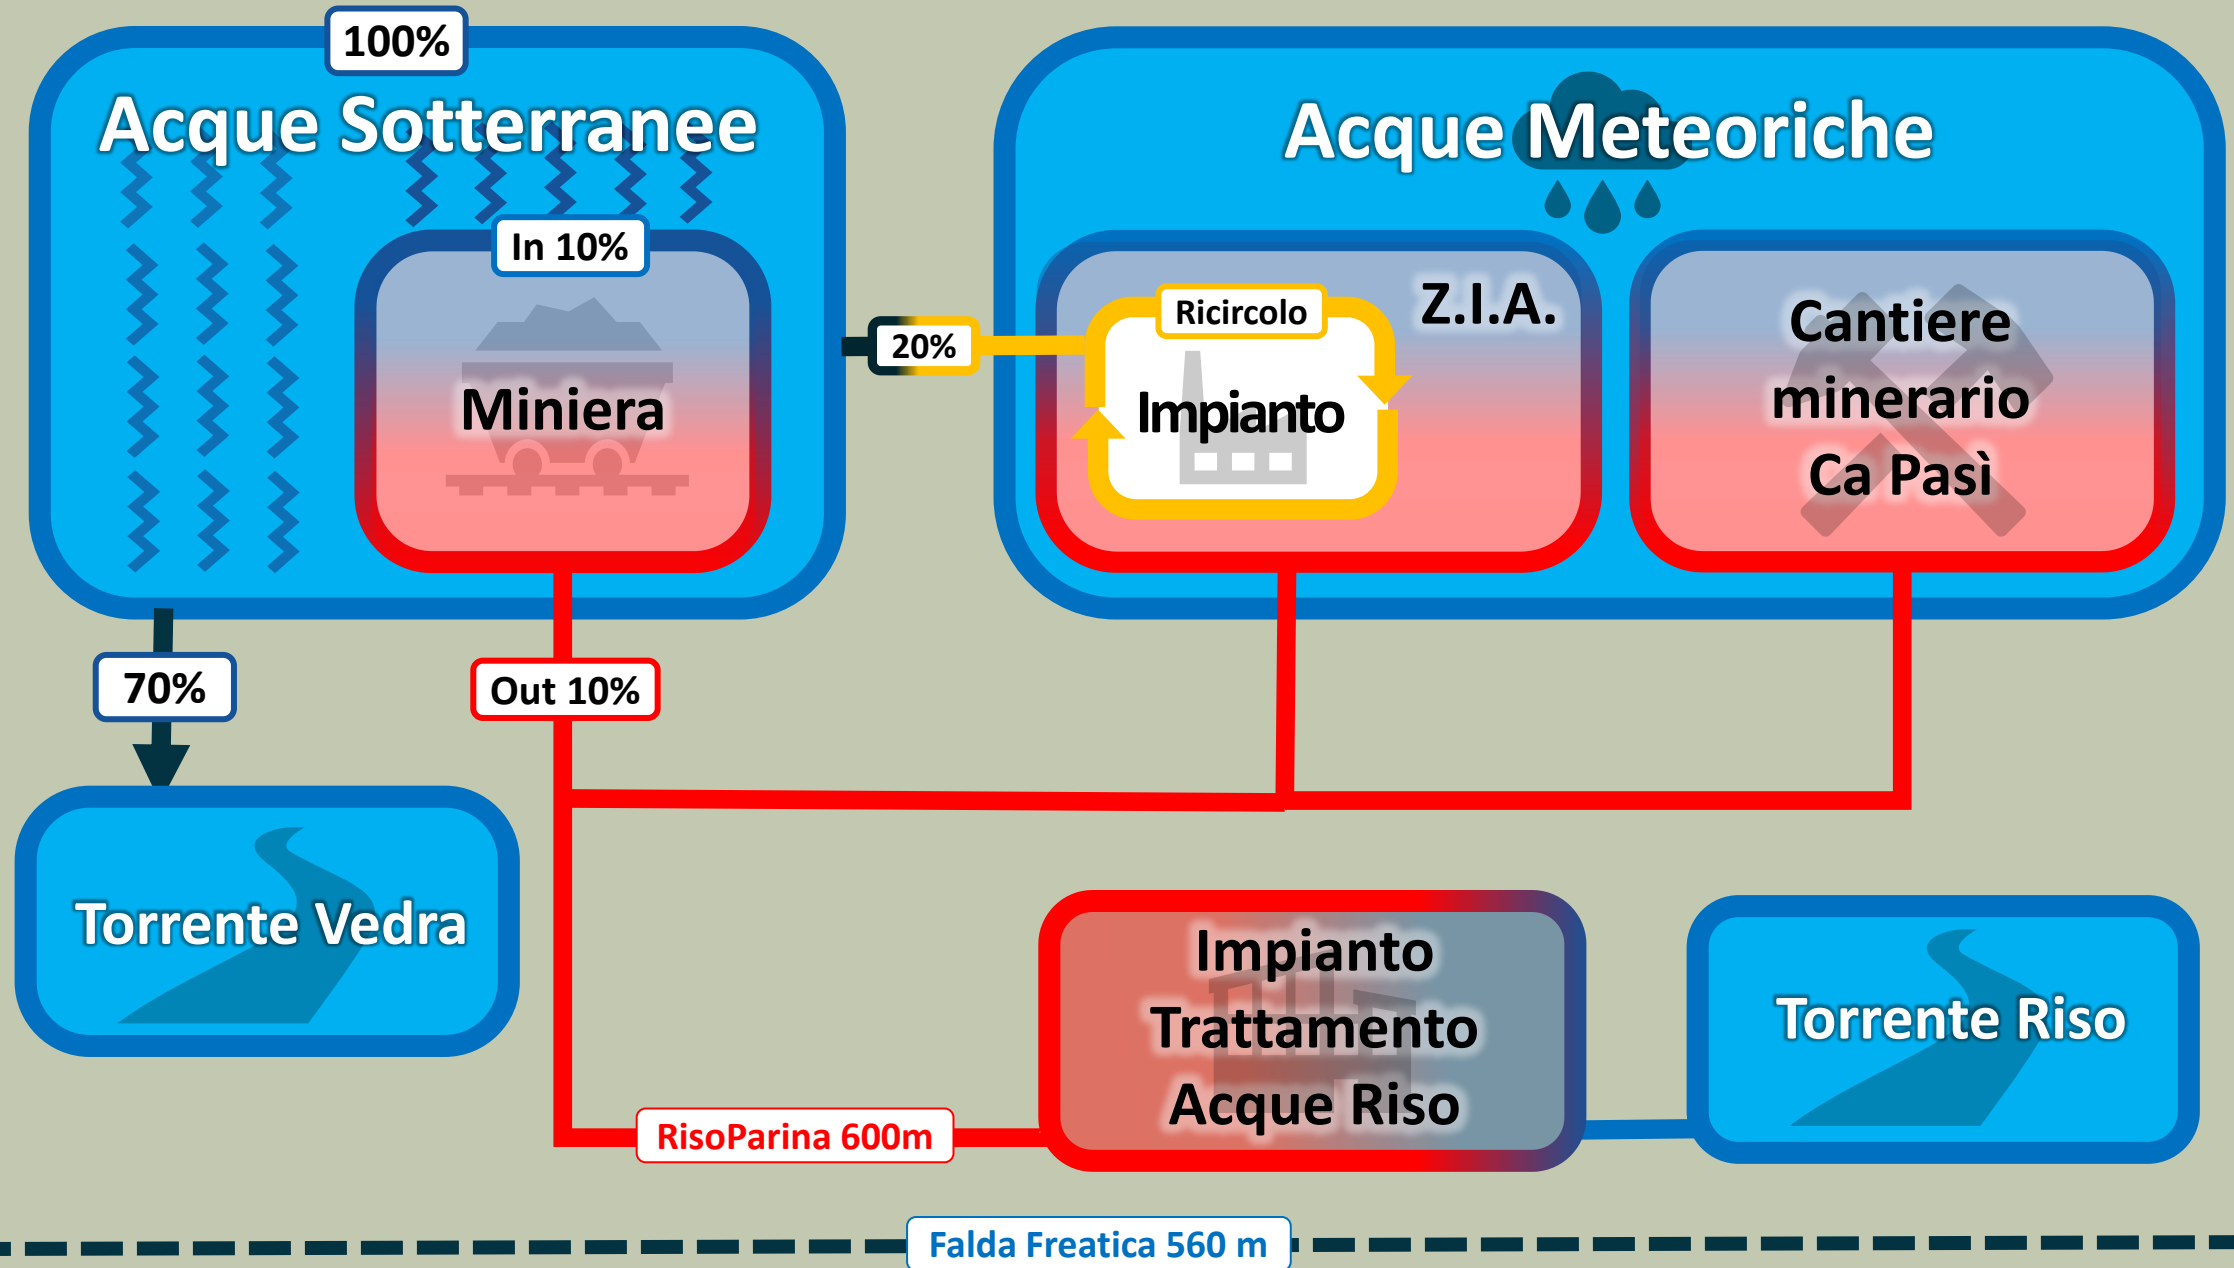 100%
Acque Sotterranee
In 10%
Miniera
20%
Acque Meteoriche
Ricircolo
Z.I.A.
Impianto
Cantiere
minerario
Ca Pasì
70%
Out 10%
Torrente Vedra
Impianto
Trattamento
Acque Riso
Torrente Riso
RisoParina 600m
Falda Freatica 560 m